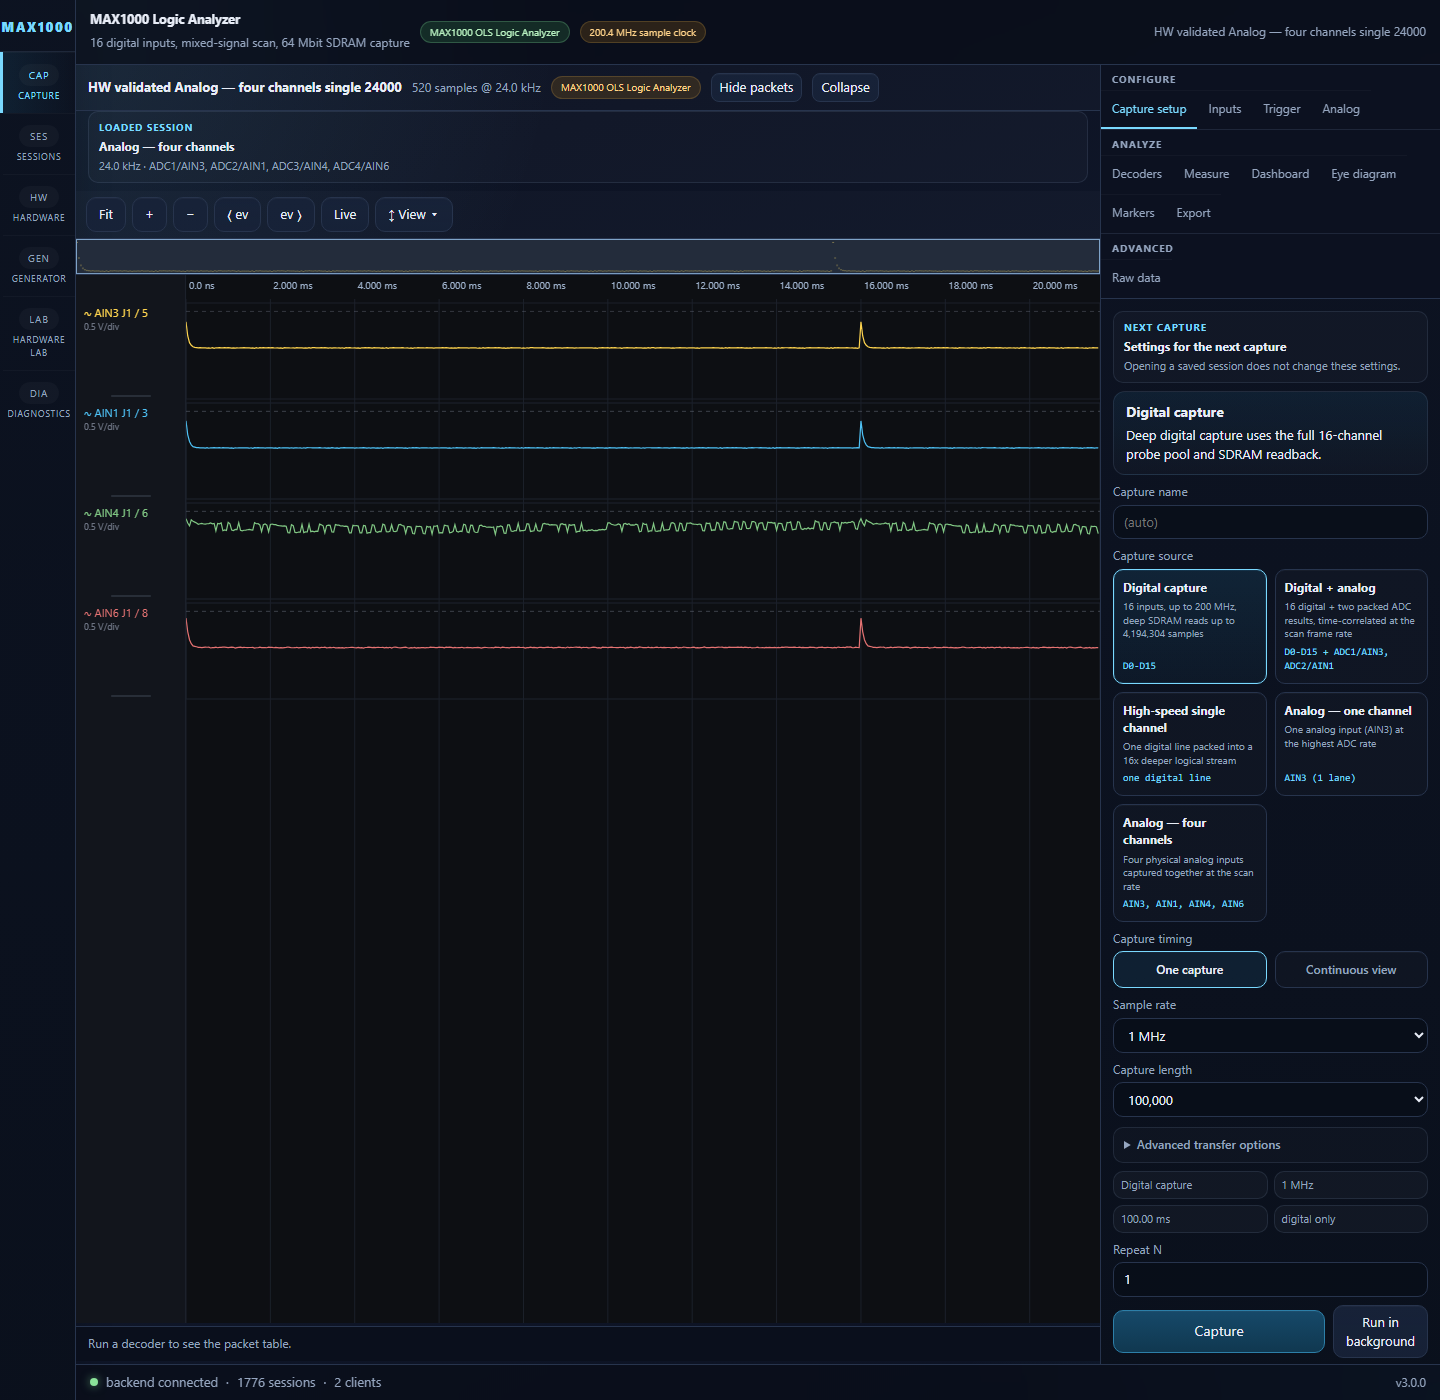 MAX1000
CAP
CAPTURE
SES
SESSIONS
HW
HARDWARE
GEN
GENERATOR
LAB
HARDWARE
LAB
DIA
DIAGNOSTICS
MAX1000 Logic Analyzer
16 digital inputs, mixed-signal scan, 64 Mbit SDRAM capture
MAX1000 OLS Logic Analyzer
200.4 MHz sample clock
HW validated Analog — four channels single 24000
HW validated Analog — four channels single 24000
520 samples @ 24.0 kHz
MAX1000 OLS Logic Analyzer
Hide packets
Collapse
LOADED SESSION
Analog — four channels
24.0 kHz · ADC1/AIN3, ADC2/AIN1, ADC3/AIN4, ADC4/AIN6
Fit
+
−
⟨ ev
ev ⟩
Live
↕ View ▾
0.0 ns
2.000 ms
4.000 ms
6.000 ms
8.000 ms
10.000 ms
12.000 ms
14.000 ms
16.000 ms
18.000 ms
20.000 ms
∿ AIN3 J1 / 5
0.5 V/div
∿ AIN1 J1 / 3
0.5 V/div
∿ AIN4 J1 / 6
0.5 V/div
∿ AIN6 J1 / 8
0.5 V/div
Run a decoder to see the packet table.
CONFIGURE
Capture setup
Inputs
Trigger
Analog
ANALYZE
Decoders
Measure
Dashboard
Eye diagram
Markers
Export
ADVANCED
Raw data
NEXT CAPTURE
Settings for the next capture
Opening a saved session does not change these settings.
Digital capture
Deep digital capture uses the full 16-channel
probe pool and SDRAM readback.
Capture name
(auto)
Capture source
Digital capture
16 inputs, up to 200 MHz,
deep SDRAM reads up to
4,194,304 samples
D0-D15
Digital + analog
16 digital + two packed ADC
results, time-correlated at the
scan frame rate
D0-D15 + ADC1/AIN3,
ADC2/AIN1
High-speed single
channel
One digital line packed into a
16x deeper logical stream
one digital line
Analog — one channel
One analog input (AIN3) at
the highest ADC rate
AIN3 (1 lane)
Analog — four
channels
Four physical analog inputs
captured together at the scan
rate
AIN3, AIN1, AIN4, AIN6
Capture timing
One capture
Continuous view
Sample rate
1 MHz
Capture length
100,000
▶ Advanced transfer options
Digital capture
1 MHz
100.00 ms
digital only
Repeat N
1
Capture
Run in
background
backend connected · 1776 sessions · 2 clients
v3.0.0